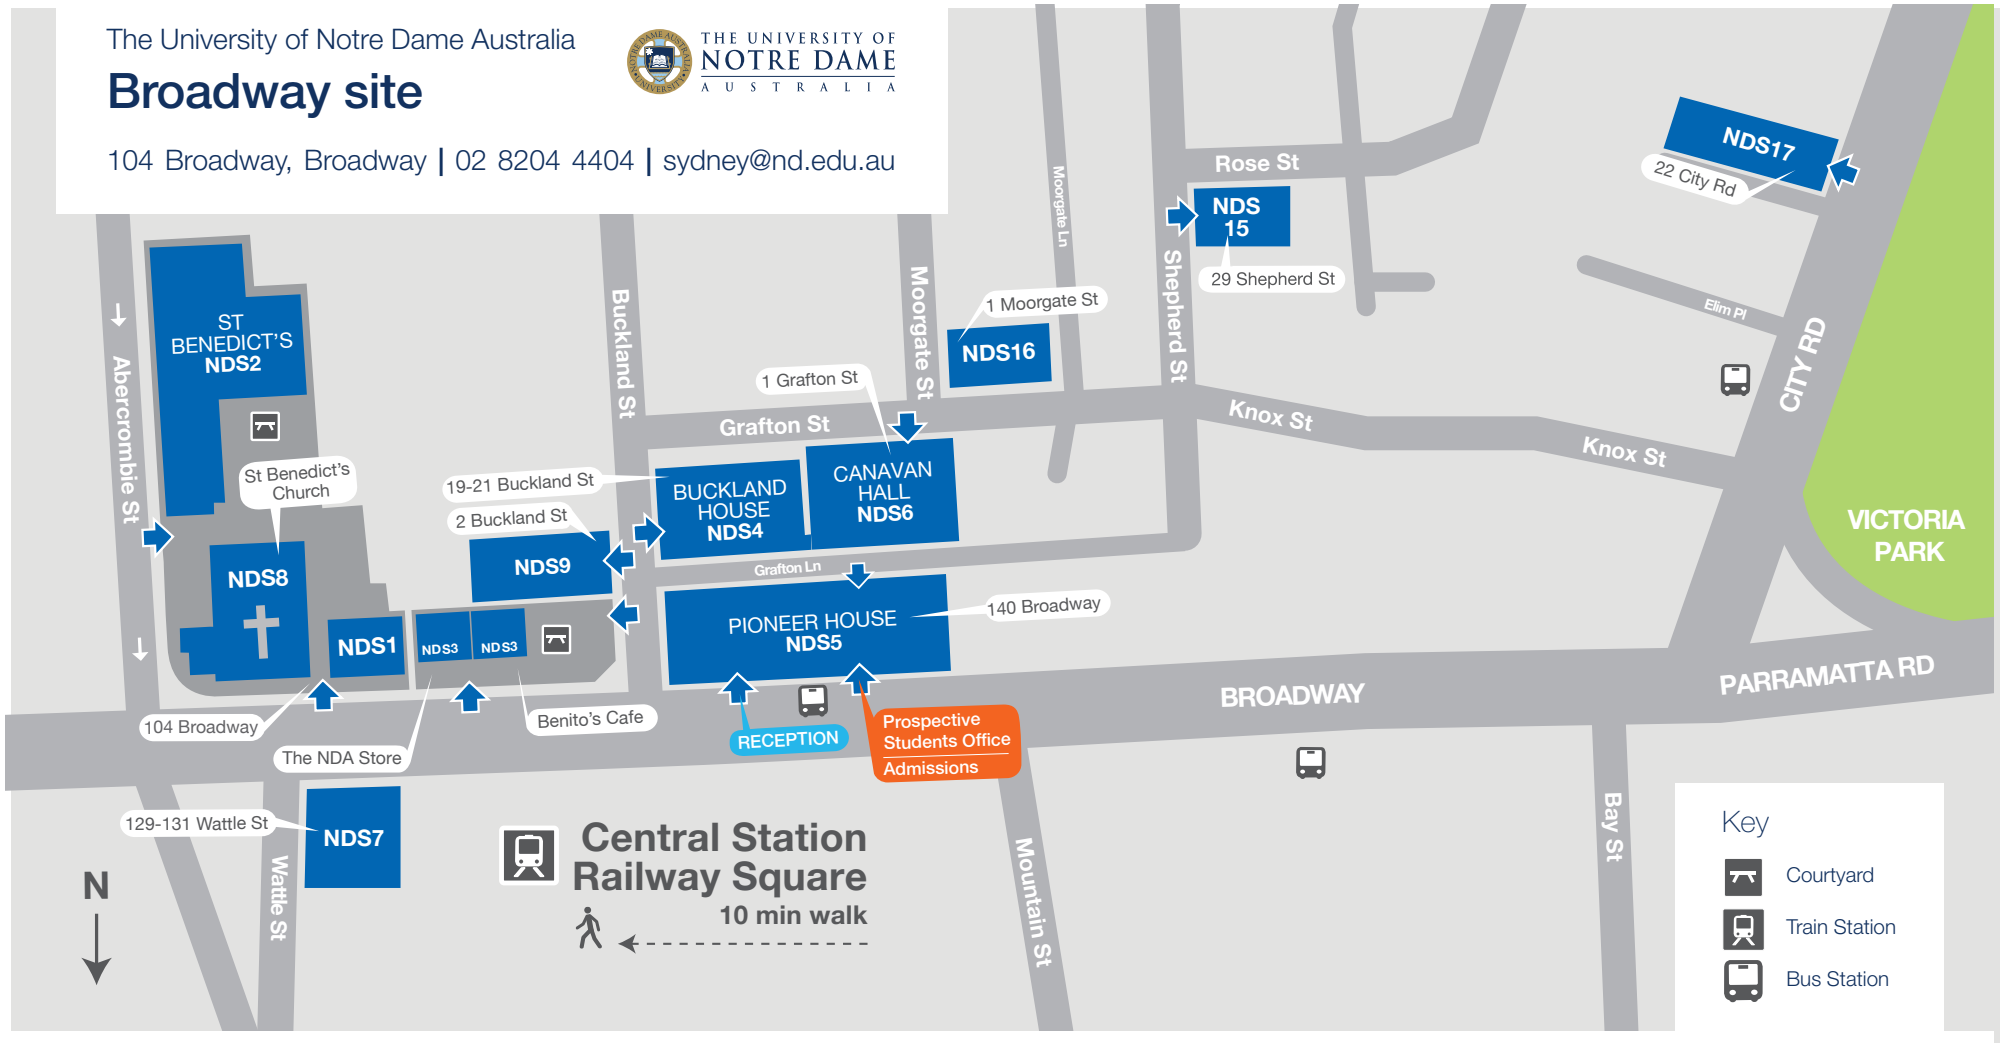 The University of Notre Dame Australia
Broadway site
104 Broadway, Broadway | 02 8204 4404 | sydney@nd.edu.au
NOTRE DAME AUSTRALIA
UNIVERSITY
THE UNIVERSITY OF
NOTRE DAME
AUSTRALIA
Abercrombie St
ST
BENEDICT'S
NDS2
St Benedict's
Church
NDS8
NDS1
104 Broadway
NDS3
NDS3
The NDA Store
Benito's Cafe
129-131 Wattle St
NDS7
Wattle St
N
Buckland St
19-21 Buckland St
2 Buckland St
NDS9
BUCKLAND
HOUSE
NDS4
Grafton St
1 Grafton St
CANAVAN
HALL
NDS6
Grafton Ln
PIONEER HOUSE
NDS5
140 Broadway
RECEPTION
Prospective
Students Office
Admissions
Moorgate St
1 Moorgate St
NDS16
Moorgate Ln
Shepherd St
Rose St
NDS
15
29 Shepherd St
Knox St
Knox St
NDS17
22 City Rd
Elim Pl
CITY RD
VICTORIA
PARK
BROADWAY
PARRAMATTA RD
Mountain St
Bay St
Central Station
Railway Square
10 min walk
Key
Courtyard
Train Station
Bus Station